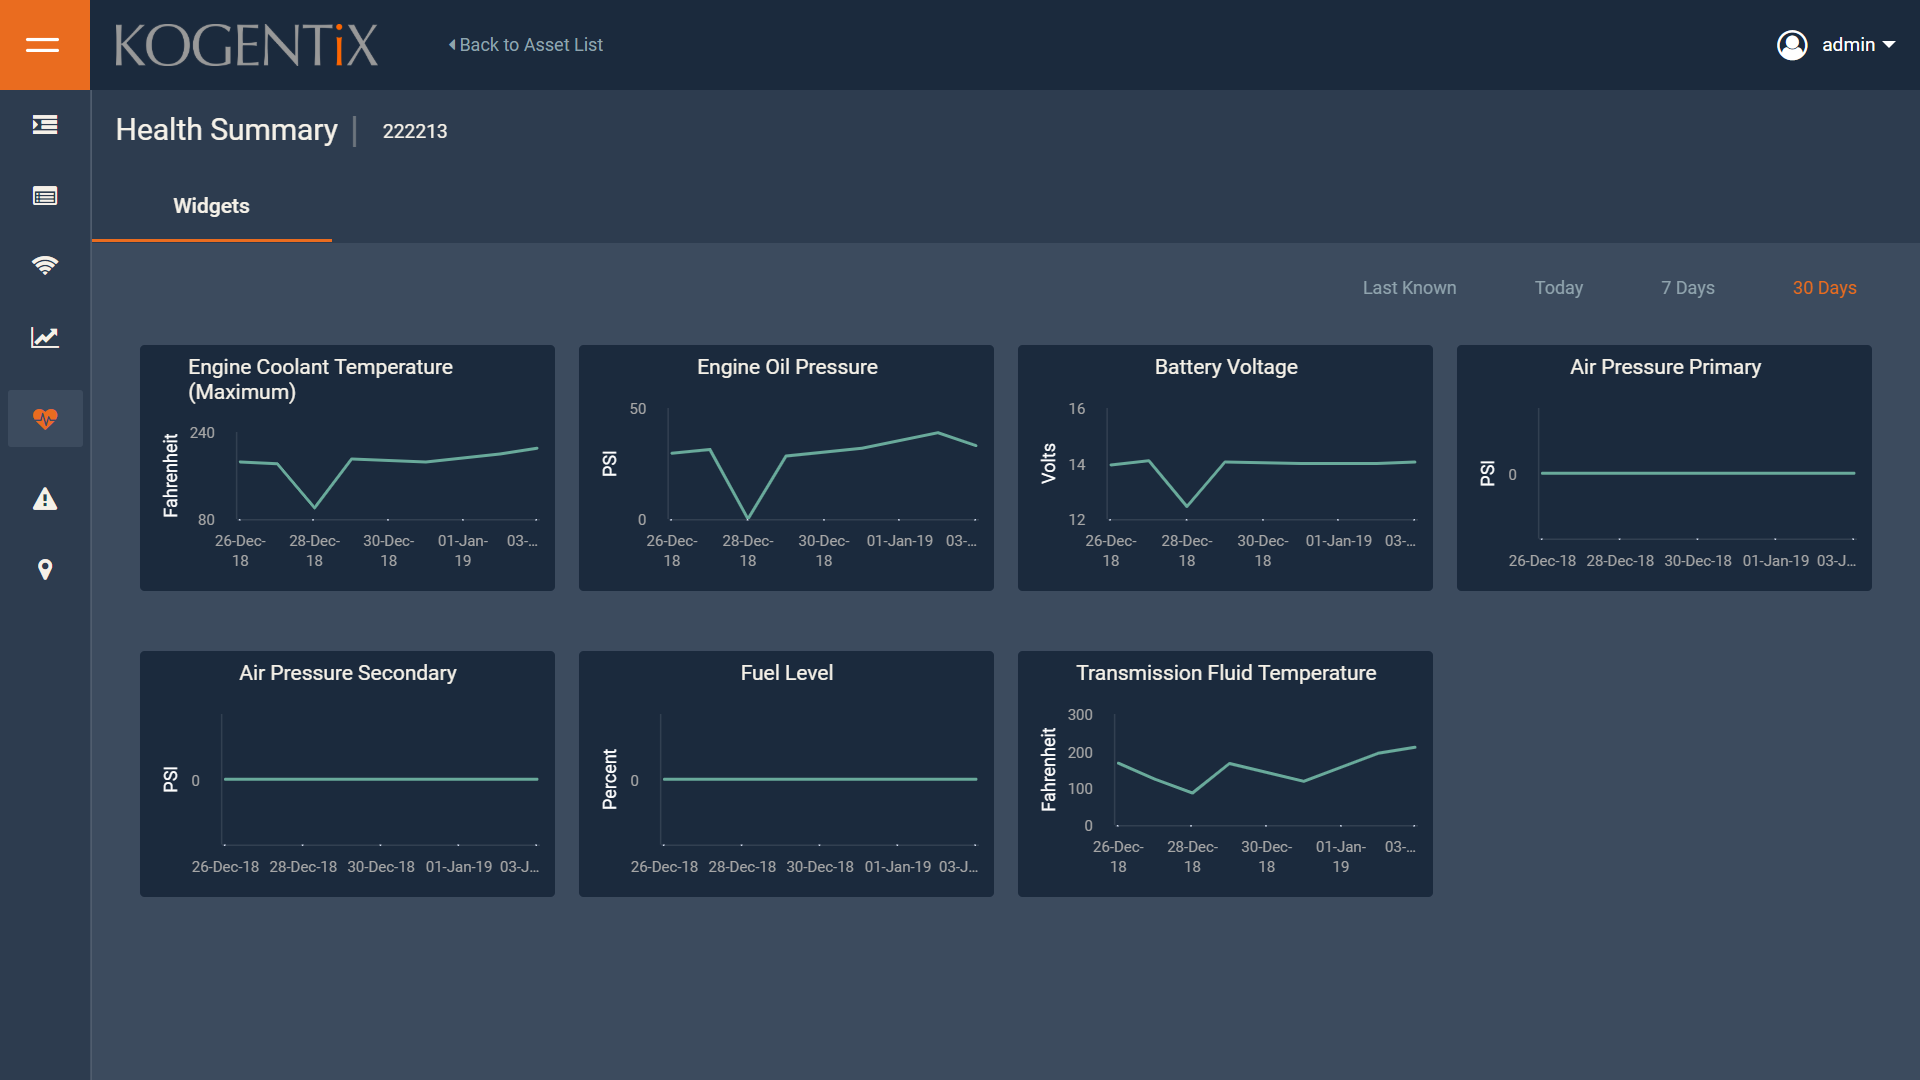 KOGENTiX
Back to Asset List
admin
Health Summary
222213
Widgets
Last Known
Today
7 Days
30 Days
Engine Coolant Temperature
(Maximum)
Fahrenheit
240
80
26-Dec-
18
28-Dec-
18
30-Dec-
18
01-Jan-
19
03-...
Engine Oil Pressure
PSI
50
0
26-Dec-
18
28-Dec-
18
30-Dec-
18
01-Jan-19
03-...
Battery Voltage
Volts
16
14
12
26-Dec-
18
28-Dec-
18
30-Dec-
18
01-Jan-19
03-...
Air Pressure Primary
PSI
0
26-Dec-18
28-Dec-18
30-Dec-18
01-Jan-19
03-J...
Air Pressure Secondary
PSI
0
26-Dec-18
28-Dec-18
30-Dec-18
01-Jan-19
03-J...
Fuel Level
Percent
0
26-Dec-18
28-Dec-18
30-Dec-18
01-Jan-19
03-J...
Transmission Fluid Temperature
Fahrenheit
300
200
100
0
26-Dec-
18
28-Dec-
18
30-Dec-
18
01-Jan-
19
03-...